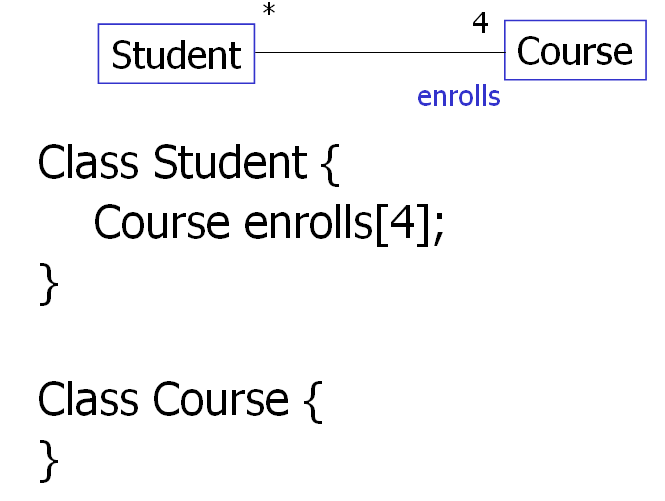 * 4
Student Course
enrolls
Class Student {
Course enrolls[4];
}
Class Course {
}